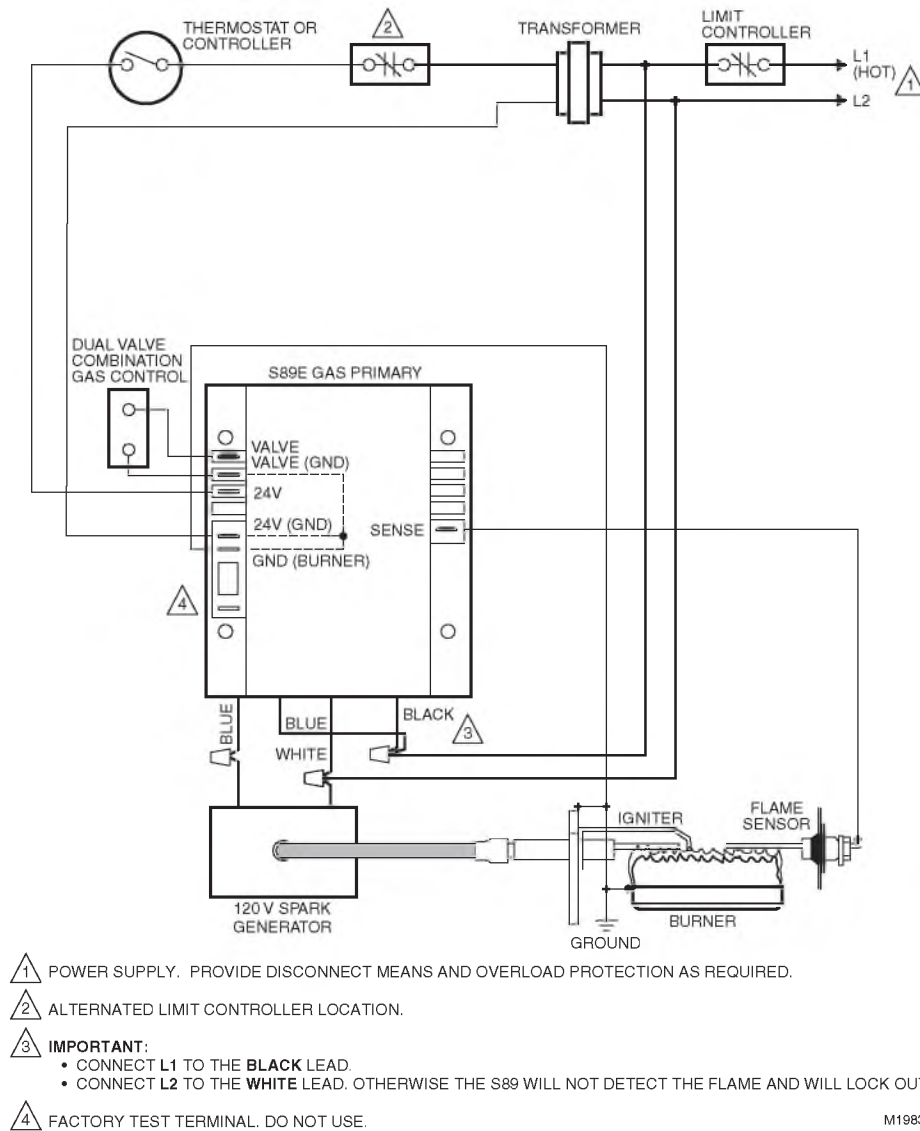 2
THERMOSTAT OR
CONTROLLER
TRANSFORMER
LIMIT
CONTROLLER
L1
(HOT)
1
L2
DUAL VALVE
COMBINATION
GAS CONTROL
S89E GAS PRIMARY
VALVE
VALVE (GND)
24V
24V (GND)
SENSE
GND (BURNER)
4
BLUE
BLUE
BLACK
3
WHITE
IGNITER
FLAME
SENSOR
120 V SPARK
GENERATOR
BURNER
GROUND
1 POWER SUPPLY. PROVIDE DISCONNECT MEANS AND OVERLOAD PROTECTION AS REQUIRED.
2 ALTERNATED LIMIT CONTROLLER LOCATION.
3 IMPORTANT:
• CONNECT L1 TO THE BLACK LEAD.
• CONNECT L2 TO THE WHITE LEAD. OTHERWISE THE S89 WILL NOT DETECT THE FLAME AND WILL LOCK OU
4 FACTORY TEST TERMINAL. DO NOT USE.
M1983